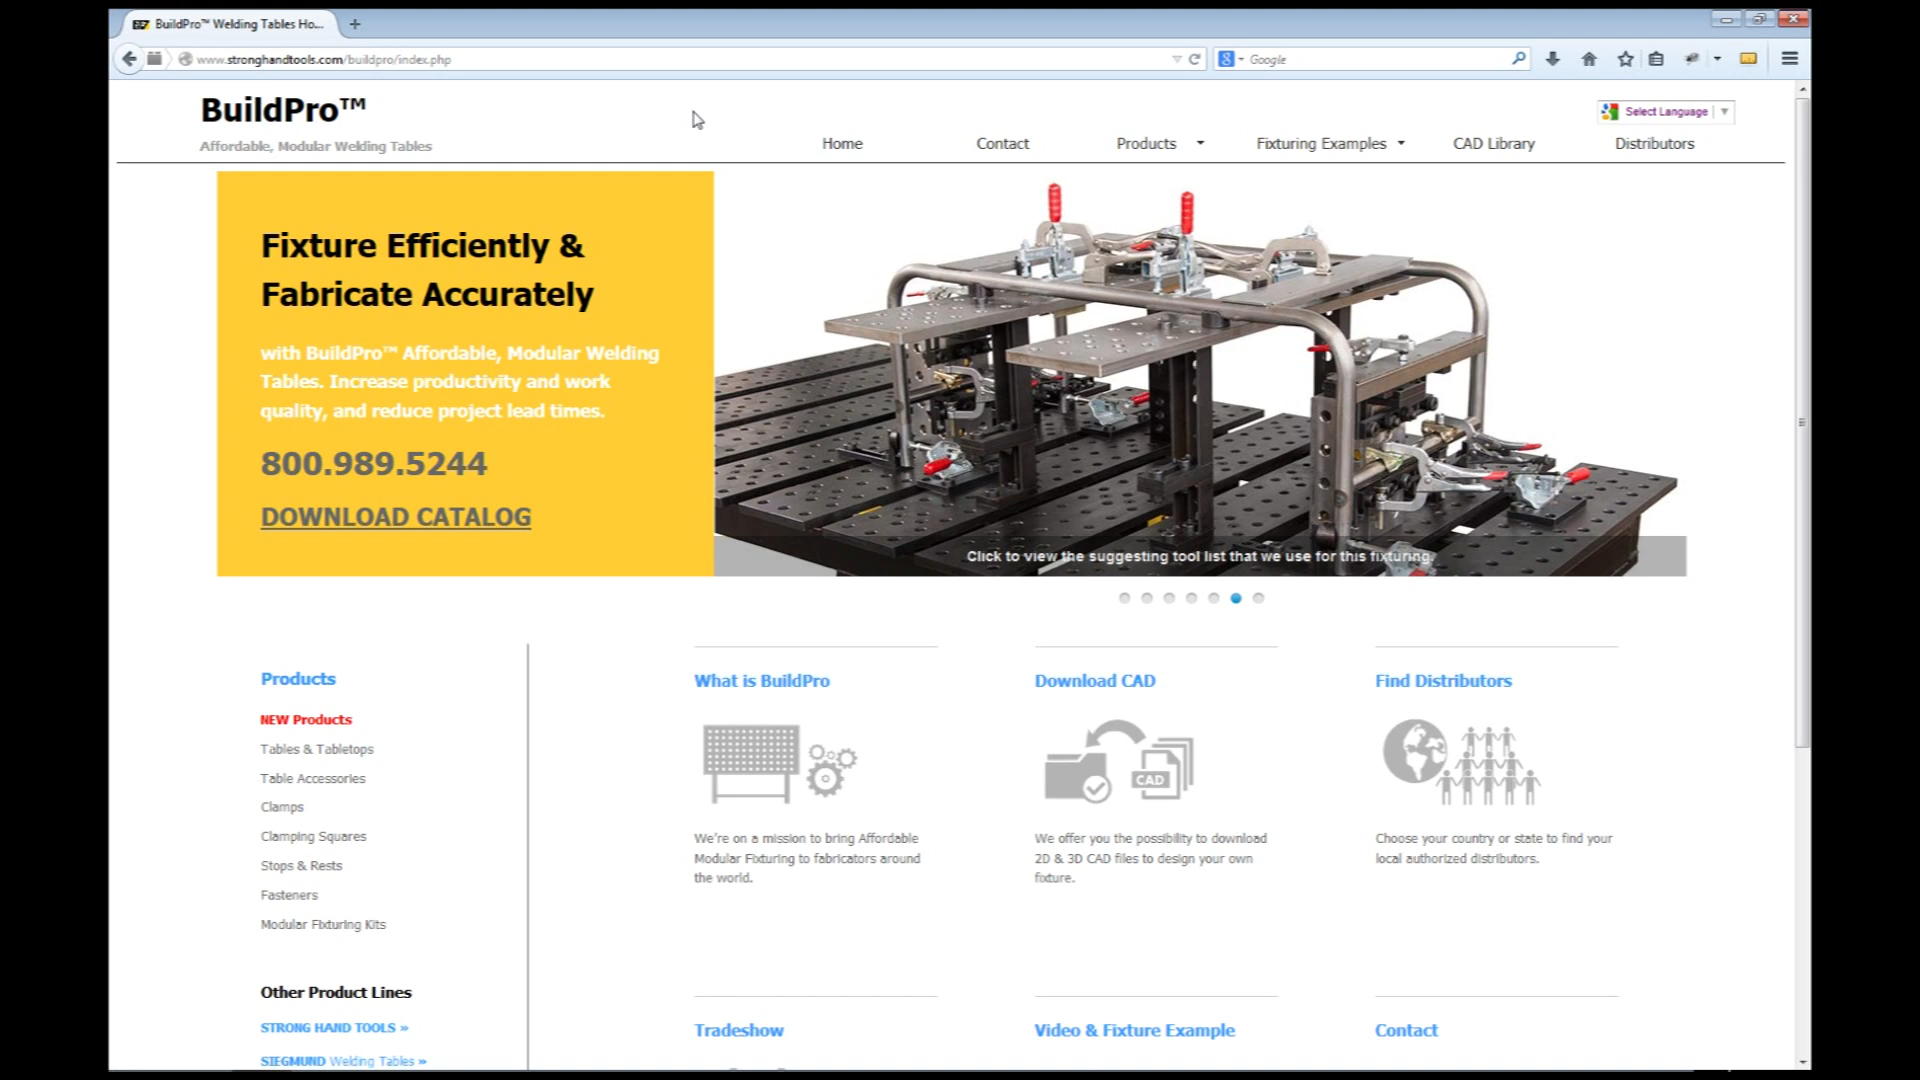 BuildPro™ Welding Tables Ho...
www.stronghandtools.com/buildpro/index.php
Google
BuildPro™
Affordable, Modular Welding Tables
Select Language
Home
Contact
Products
Fixturing Examples
CAD Library
Distributors
Fixture Efficiently &
Fabricate Accurately
with BuildPro™ Affordable, Modular Welding
Tables. Increase productivity and work
quality, and reduce project lead times.
800.989.5244
DOWNLOAD CATALOG
Click to view the suggesting tool list that we use for this fixturing.
Products
NEW Products
Tables & Tabletops
Table Accessories
Clamps
Clamping Squares
Stops & Rests
Fasteners
Modular Fixturing Kits
Other Product Lines
STRONG HAND TOOLS »
SIEGMUND Welding Tables »
What is BuildPro
We're on a mission to bring Affordable
Modular Fixturing to fabricators around
the world.
Download CAD
CAD
We offer you the possibility to download
2D & 3D CAD files to design your own
fixture.
Find Distributors
Choose your country or state to find your
local authorized distributors.
Tradeshow
Video & Fixture Example
Contact